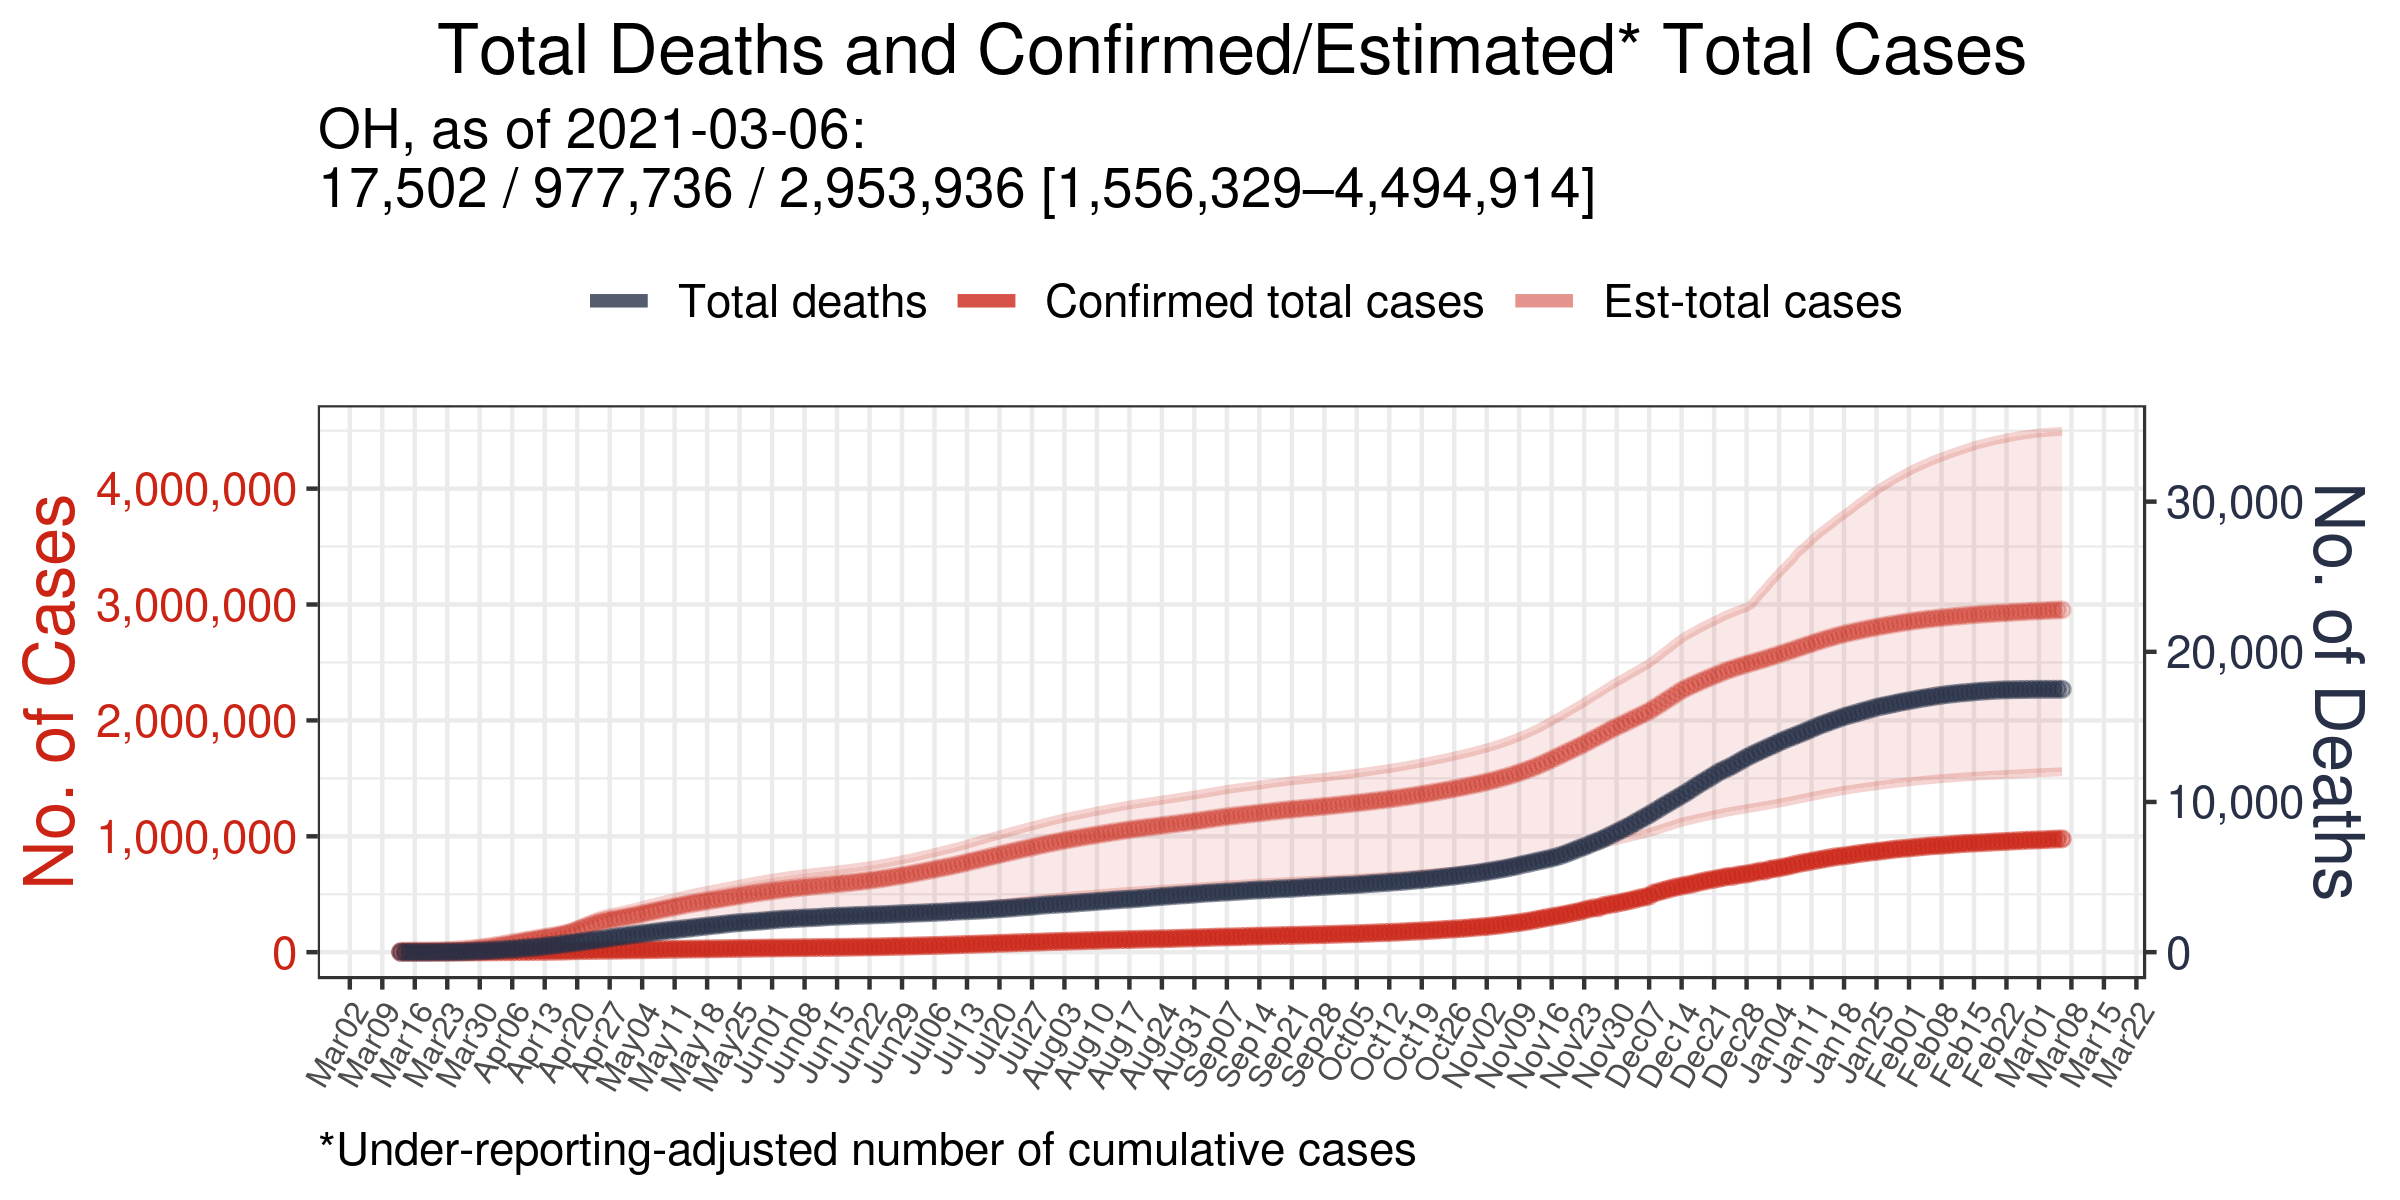 Total Deaths and Confirmed/Estimated* Total Cases
OH, as of 2021-03-06:
17,502 / 977,736 / 2,953,936 [1,556,329–4,494,914]
Total deaths
Confirmed total cases
Est-total cases
No. of Cases
4,000,000
3,000,000
2,000,000
1,000,000
0
30,000
20,000
10,000
0
No. of Deaths
Mar02
Mar09
Mar16
Mar23
Mar30
Apr06
Apr13
Apr20
Apr27
May04
May11
May18
May25
Jun01
Jun08
Jun15
Jun22
Jun29
Jul06
Jul13
Jul20
Jul27
Aug03
Aug10
Aug17
Aug24
Aug31
Sep07
Sep14
Sep21
Sep28
Oct05
Oct12
Oct19
Oct26
Nov02
Nov09
Nov16
Nov23
Nov30
Dec07
Dec14
Dec21
Dec28
Jan04
Jan11
Jan18
Jan25
Feb01
Feb08
Feb15
Feb22
Mar01
Mar08
Mar15
Mar22
*Under-reporting-adjusted number of cumulative cases